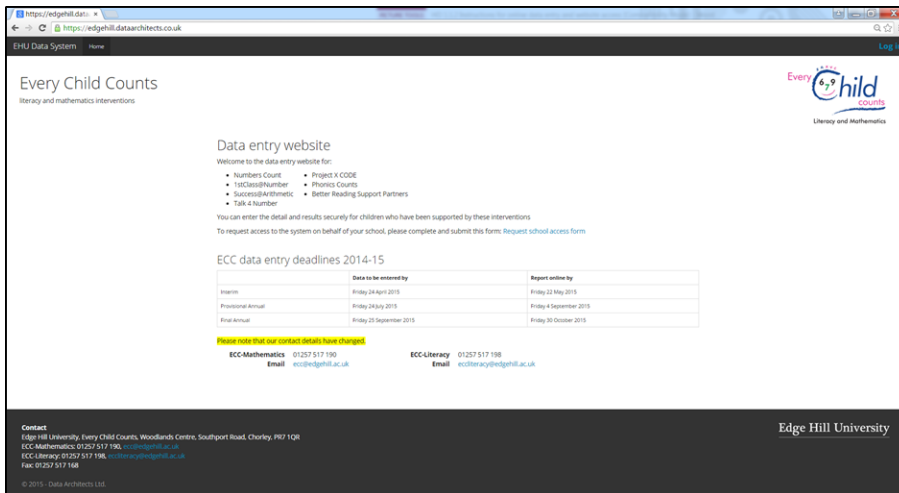 https://edgehill.data... ×
https://edgehill.dataarchitects.co.uk
EHU Data System Home Log in
Every Child Counts
literacy and mathematics interventions
Every Child counts
6 7 9
Literacy and Mathematics
Data entry website
Welcome to the data entry website for:
• Numbers Count • Project X CODE
• 1stClass@Number • Phonics Counts
• Success@Arithmetic • Better Reading Support Partners
• Talk 4 Number
You can enter the detail and results securely for children who have been supported by these interventions
To request access to the system on behalf of your school, please complete and submit this form: Request school access form
ECC data entry deadlines 2014-15
Data to be entered by Report online by
Interim Friday 24 April 2015 Friday 22 May 2015
Provisional Annual Friday 24 July 2015 Friday 4 September 2015
Final Annual Friday 25 September 2015 Friday 30 October 2015
Please note that our contact details have changed.
ECC-Mathematics 01257 517 190 ECC-Literacy 01257 517 198
Email ecc@edgehill.ac.uk Email eccliteracy@edgehill.ac.uk
Contact
Edge Hill University, Every Child Counts, Woodlands Centre, Southport Road, Chorley, PR7 1QR
ECC-Mathematics: 01257 517 190, ecc@edgehill.ac.uk
ECC-Literacy: 01257 517 198, eccliteracy@edgehill.ac.uk
Fax: 01257 517 168
Edge Hill University
© 2015 - Data Architects Ltd.